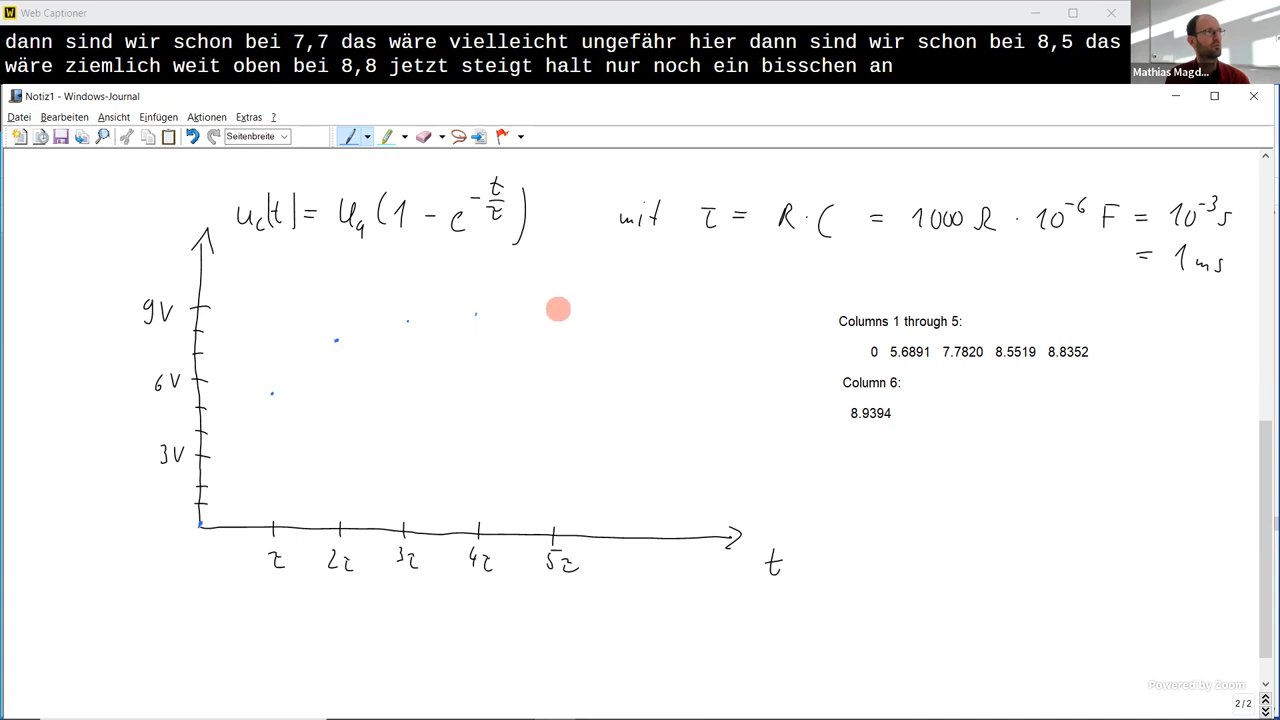 Web Captioner
dann sind wir schon bei 7,7 das wäre vielleicht ungefähr hier dann sind wir schon bei 8,5 das
wäre ziemlich weit oben bei 8,8 jetzt steigt halt nur noch ein bisschen an
Mathias Magd...
Notiz1 - Windows-Journal
Datei Bearbeiten Ansicht Einfügen Aktionen Extras ?
Seitenbreite
u_c(t) = U_q (1 - e^{-t/τ}) mit τ = R · C = 1000 Ω · 10^{-6} F = 10^{-3} s
= 1 ms
9V
6V
3V
τ 2τ 3τ 4τ 5τ
t
Columns 1 through 5:
0 5.6891 7.7820 8.5519 8.8352
Column 6:
8.9394
Powered by Zoom
2/2